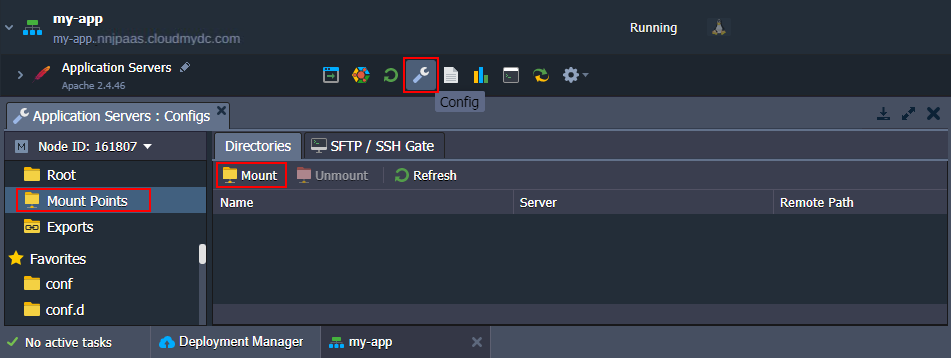 my-app
Running
my-app..nnjpaas.cloudmydc.com
Application Servers
Apache 2.4.46
Config
Application Servers : Configs
M Node ID: 161807
Directories
SFTP / SSH Gate
Root
Mount
Unmount
Refresh
Mount Points
Name
Server
Remote Path
Exports
Favorites
conf
conf.d
No active tasks
Deployment Manager
my-app